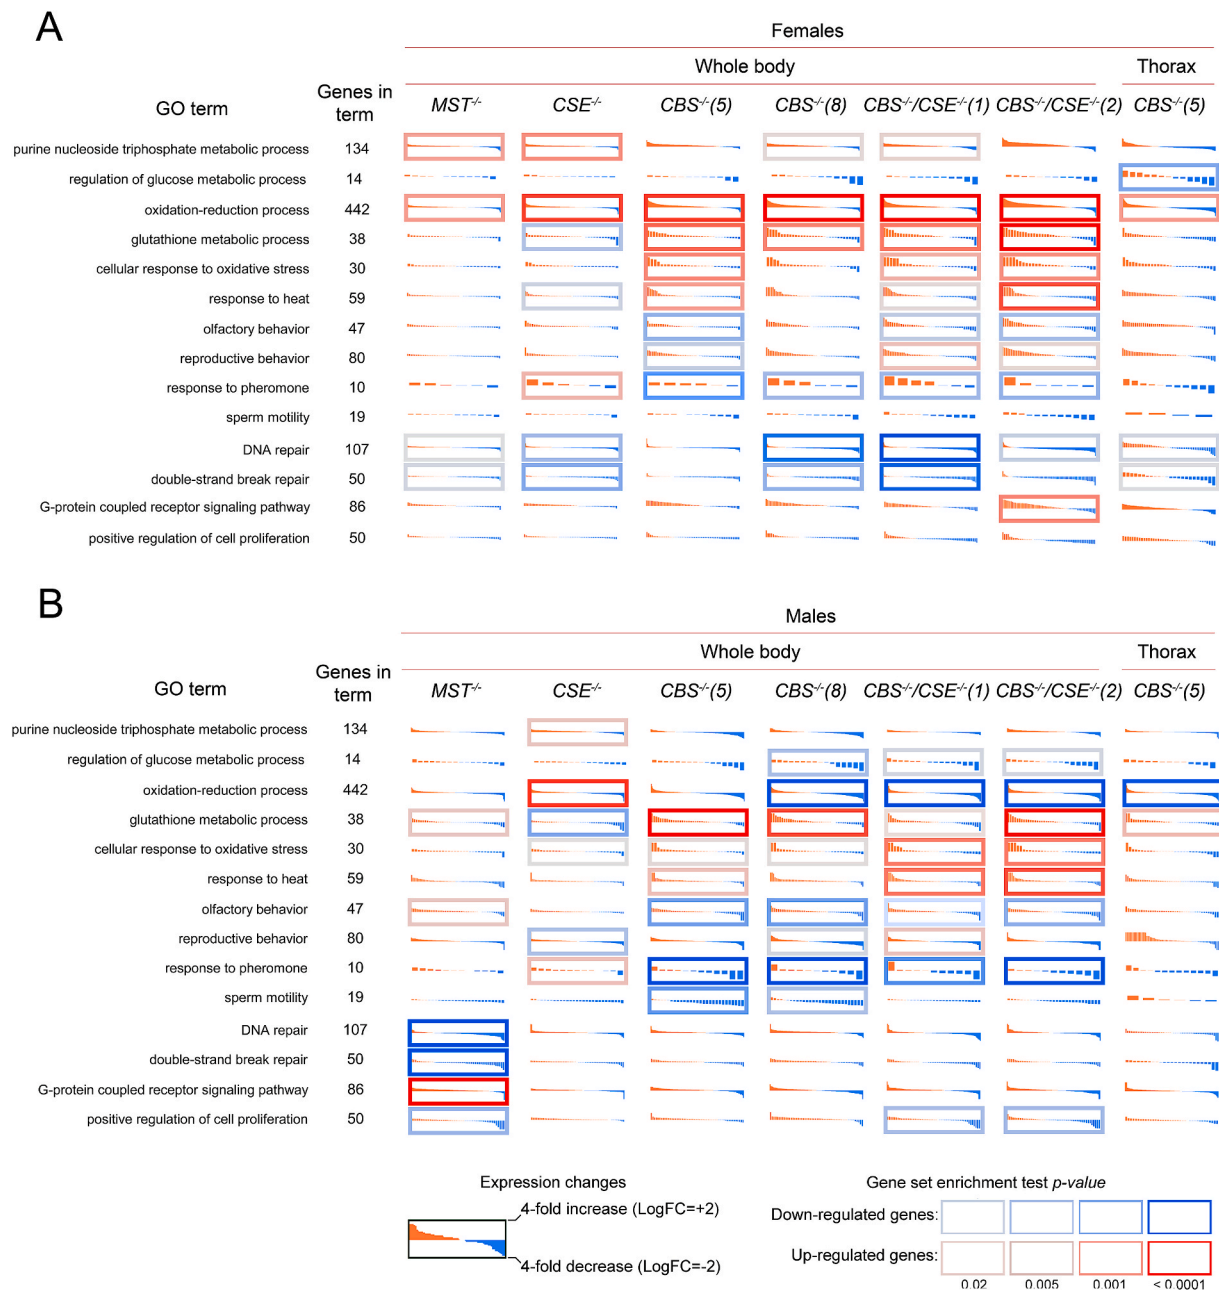 A
Females
Whole body Thorax
GO term Genes in term MST-/- CSE-/- CBS-/-(5) CBS-/-(8) CBS-/-/CSE-/-(1) CBS-/-/CSE-/-(2) CBS-/-(5)
purine nucleoside triphosphate metabolic process 134
regulation of glucose metabolic process 14
oxidation-reduction process 442
glutathione metabolic process 38
cellular response to oxidative stress 30
response to heat 59
olfactory behavior 47
reproductive behavior 80
response to pheromone 10
sperm motility 19
DNA repair 107
double-strand break repair 50
G-protein coupled receptor signaling pathway 86
positive regulation of cell proliferation 50
B
Males
Whole body Thorax
GO term Genes in term MST-/- CSE-/- CBS-/-(5) CBS-/-(8) CBS-/-/CSE-/-(1) CBS-/-/CSE-/-(2) CBS-/-(5)
purine nucleoside triphosphate metabolic process 134
regulation of glucose metabolic process 14
oxidation-reduction process 442
glutathione metabolic process 38
cellular response to oxidative stress 30
response to heat 59
olfactory behavior 47
reproductive behavior 80
response to pheromone 10
sperm motility 19
DNA repair 107
double-strand break repair 50
G-protein coupled receptor signaling pathway 86
positive regulation of cell proliferation 50
Expression changes
4-fold increase (LogFC=+2)
4-fold decrease (LogFC=-2)
Gene set enrichment test p-value
Down-regulated genes:
Up-regulated genes:
0.02 0.005 0.001 < 0.0001